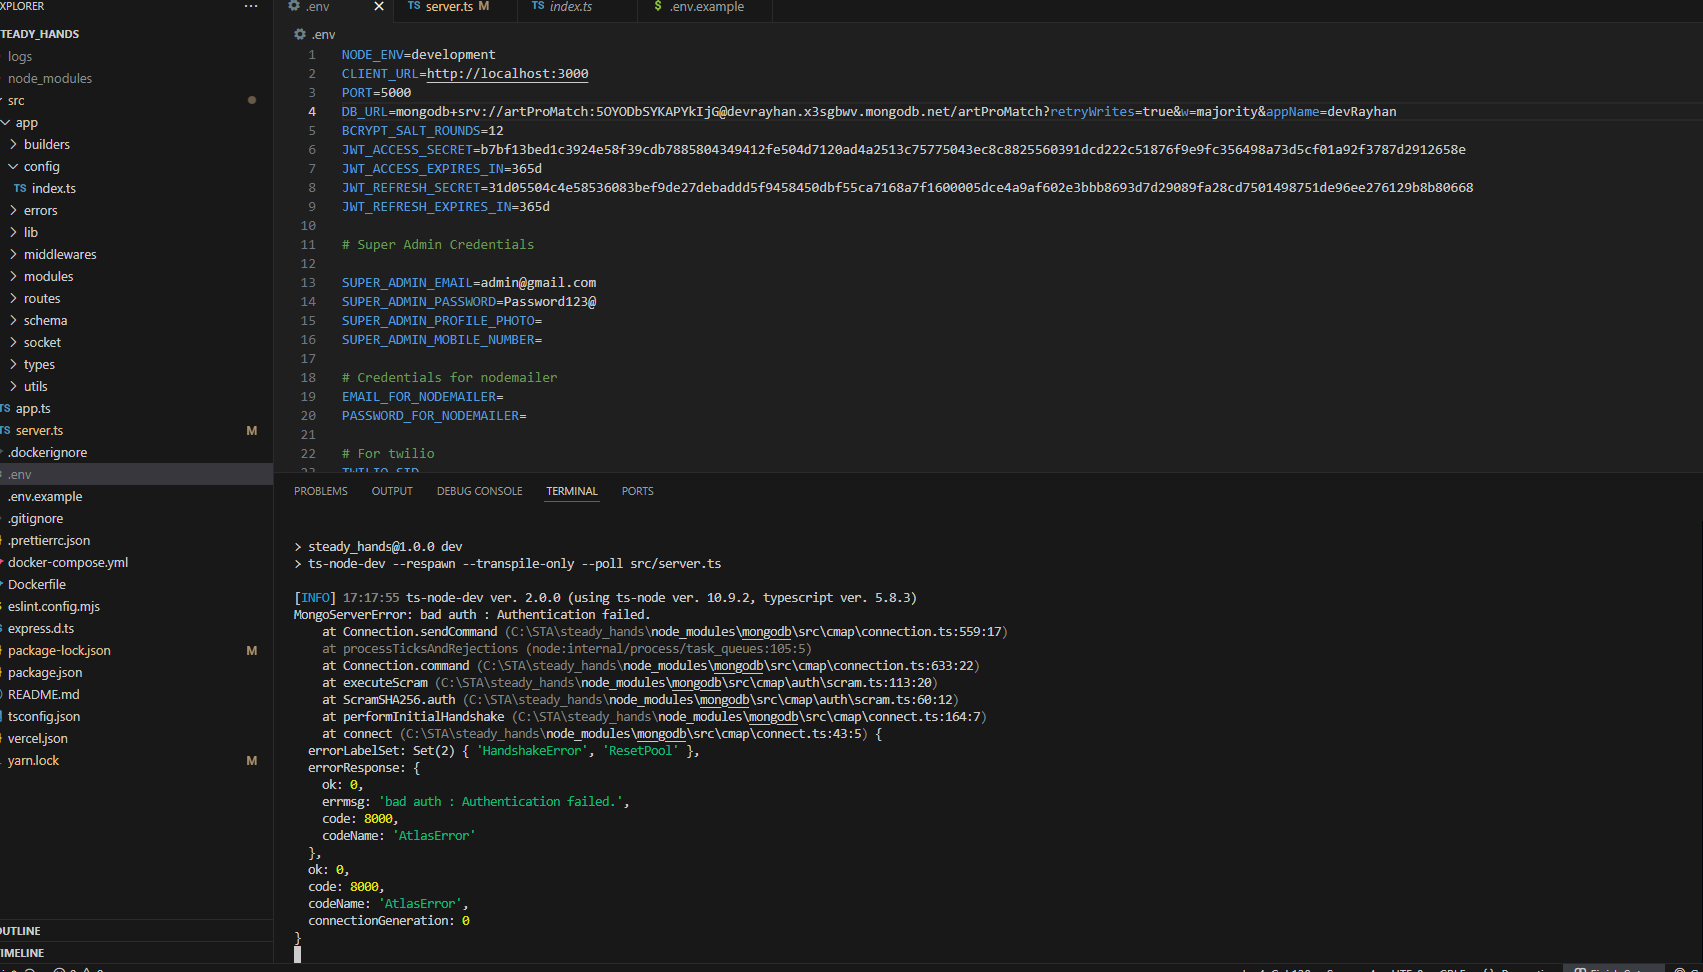 XPLORER
TEADY_HANDS
logs
node_modules
src
app
builders
config
TS index.ts
errors
lib
middlewares
modules
routes
schema
socket
types
utils
TS app.ts
TS server.ts M
.dockerignore
.env
.env.example
.gitignore
.prettierrc.json
docker-compose.yml
Dockerfile
eslint.config.mjs
express.d.ts
package-lock.json M
package.json
README.md
tsconfig.json
vercel.json
yarn.lock M
OUTLINE
TIMELINE
.env
TS server.ts M
TS index.ts
$ .env.example
.env
1 NODE_ENV=development
2 CLIENT_URL=http://localhost:3000
3 PORT=5000
4 DB_URL=mongodb+srv://artProMatch:5OYODbSYKAPYkIjG@devrayhan.x3sgbwv.mongodb.net/artProMatch?retryWrites=true&w=majority&appName=devRayhan
5 BCRYPT_SALT_ROUNDS=12
6 JWT_ACCESS_SECRET=b7bf13bed1c3924e58f39cdb7885804349412fe504d7120ad4a2513c75775043ec8c8825560391dcd222c51876f9e9fc356498a73d5cf01a92f3787d2912658e
7 JWT_ACCESS_EXPIRES_IN=365d
8 JWT_REFRESH_SECRET=31d05504c4e58536083bef9de27debaddd5f9458450dbf55ca7168a7f1600005dce4a9af602e3bbb8693d7d29089fa28cd7501498751de96ee276129b8b80668
9 JWT_REFRESH_EXPIRES_IN=365d
10
11 # Super Admin Credentials
12
13 SUPER_ADMIN_EMAIL=admin@gmail.com
14 SUPER_ADMIN_PASSWORD=Password123@
15 SUPER_ADMIN_PROFILE_PHOTO=
16 SUPER_ADMIN_MOBILE_NUMBER=
17
18 # Credentials for nodemailer
19 EMAIL_FOR_NODEMAILER=
20 PASSWORD_FOR_NODEMAILER=
21
22 # For twilio
23 TWILIO_SID
PROBLEMS OUTPUT DEBUG CONSOLE TERMINAL PORTS
> steady_hands@1.0.0 dev
> ts-node-dev --respawn --transpile-only --poll src/server.ts
[INFO] 17:17:55 ts-node-dev ver. 2.0.0 (using ts-node ver. 10.9.2, typescript ver. 5.8.3)
MongoServerError: bad auth : Authentication failed.
at Connection.sendCommand (C:\STA\steady_hands\node_modules\mongodb\src\cmap\connection.ts:559:17)
at processTicksAndRejections (node:internal/process/task_queues:105:5)
at Connection.command (C:\STA\steady_hands\node_modules\mongodb\src\cmap\connection.ts:633:22)
at executeScram (C:\STA\steady_hands\node_modules\mongodb\src\cmap\auth\scram.ts:113:20)
at ScramSHA256.auth (C:\STA\steady_hands\node_modules\mongodb\src\cmap\auth\scram.ts:60:12)
at performInitialHandshake (C:\STA\steady_hands\node_modules\mongodb\src\cmap\connect.ts:164:7)
at connect (C:\STA\steady_hands\node_modules\mongodb\src\cmap\connect.ts:43:5) {
errorLabelSet: Set(2) { 'HandshakeError', 'ResetPool' },
errorResponse: {
ok: 0,
errmsg: 'bad auth : Authentication failed.',
code: 8000,
codeName: 'AtlasError'
},
ok: 0,
code: 8000,
codeName: 'AtlasError',
connectionGeneration: 0
}